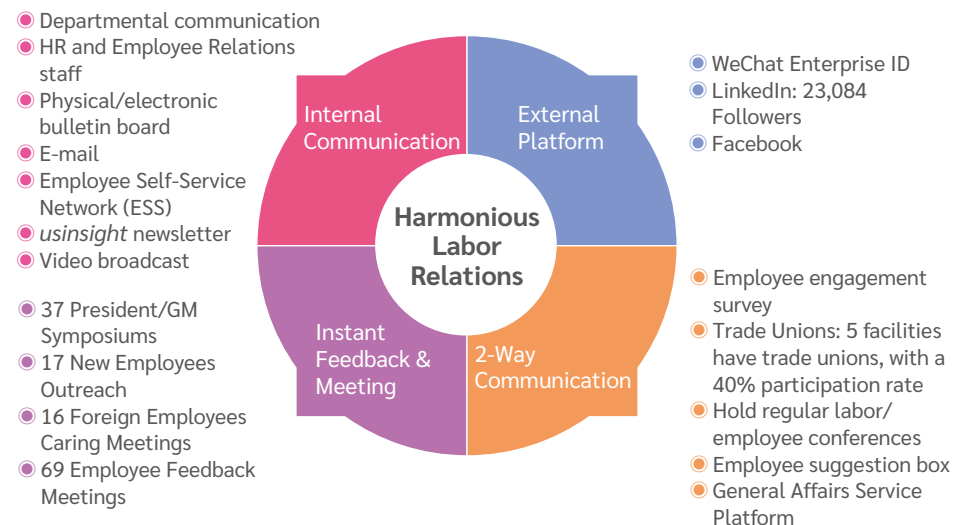 Departmental communication
HR and Employee Relations
staff
Physical/electronic
bulletin board
E-mail
Employee Self-Service
Network (ESS)
usinsight newsletter
Video broadcast
37 President/GM
Symposiums
17 New Employees
Outreach
16 Foreign Employees
Caring Meetings
69 Employee Feedback
Meetings
Internal
Communication
External
Platform
Harmonious
Labor
Relations
Instant
Feedback &
Meeting
2-Way
Communication
WeChat Enterprise ID
LinkedIn: 23,084
Followers
Facebook
Employee engagement
survey
Trade Unions: 5 facilities
have trade unions, with a
40% participation rate
Hold regular labor/
employee conferences
Employee suggestion box
General Affairs Service
Platform